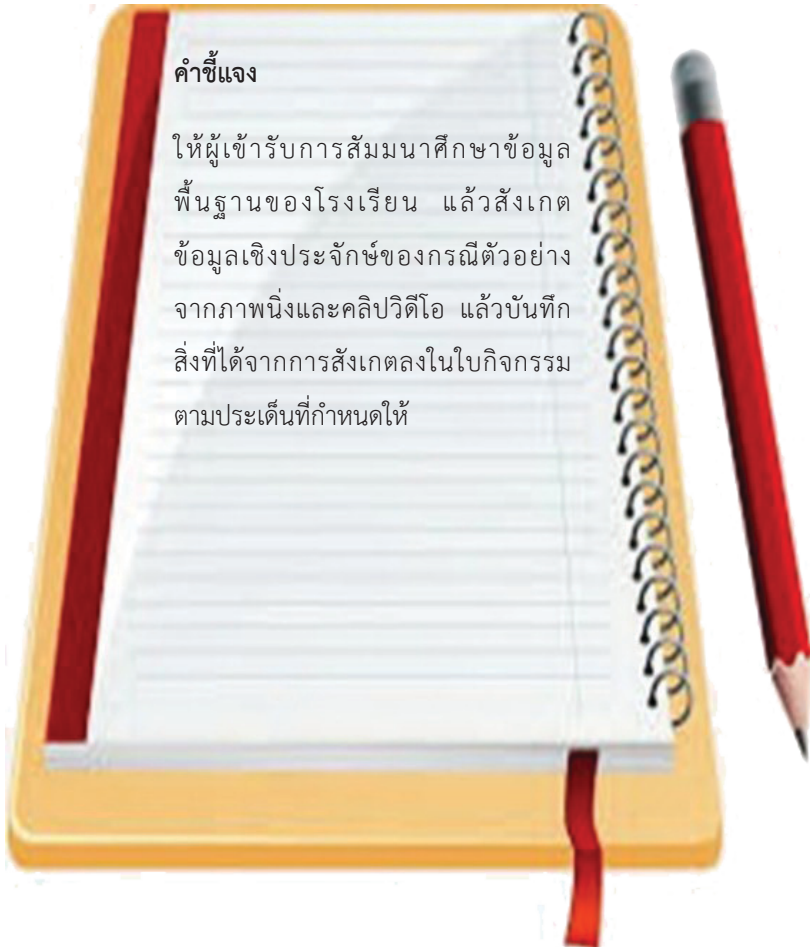 คำชี้แจง
ให้ผู้เข้ารับการสัมมนาศึกษาข้อมูล
พื้นฐานของโรงเรียน แล้วสังเกต
ข้อมูลเชิงประจักษ์ของกรณีตัวอย่าง
จากภาพนิ่งและคลิปวิดีโอ แล้วบันทึก
สิ่งที่ได้จากการสังเกตลงในใบกิจกรรม
ตามประเด็นที่กำหนดให้